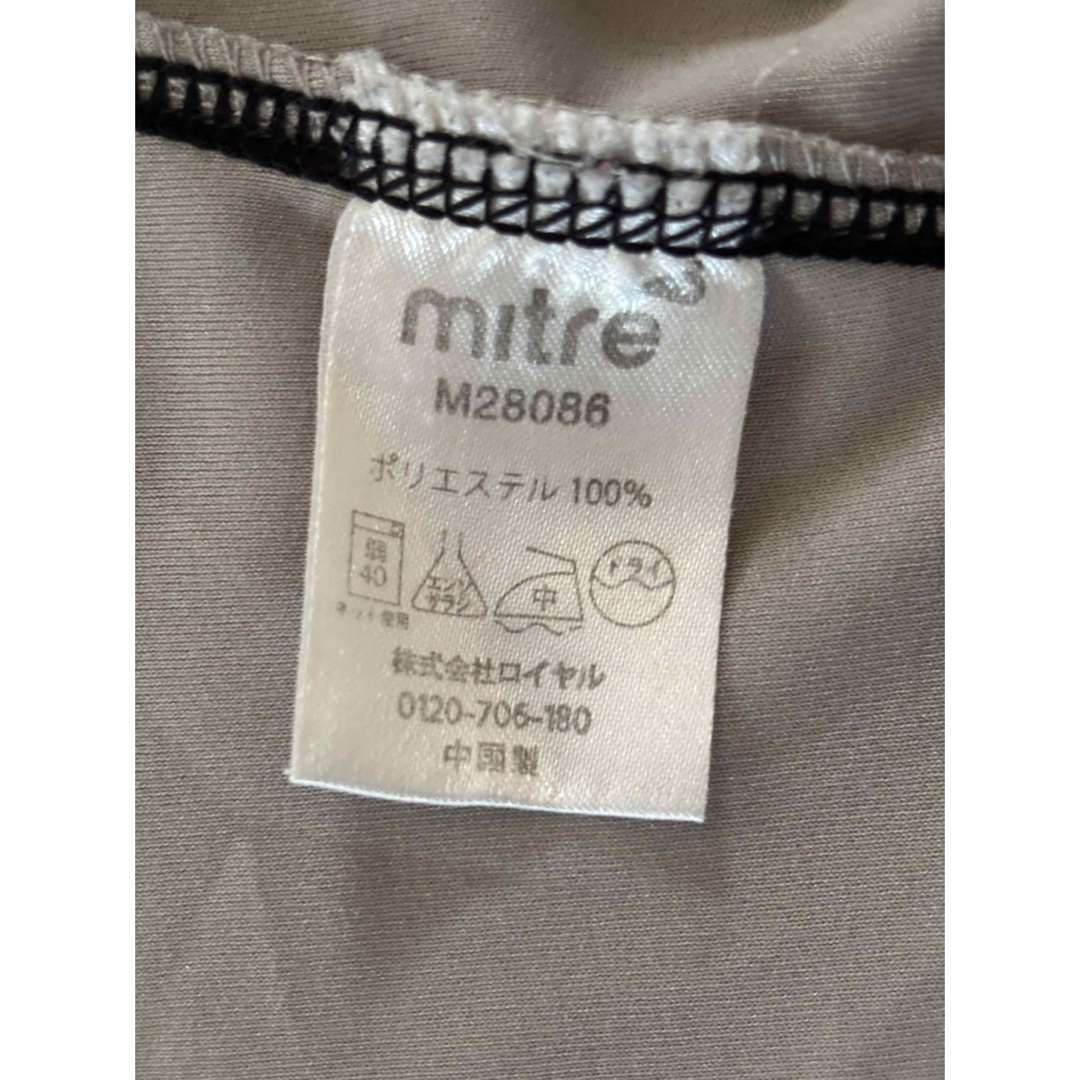 mitre
M28086
ポリエステル 100%
弱
40
エンソ
サラシ
中
ドライ
ネット使用
株式会社ロイヤル
0120-706-180
中国製